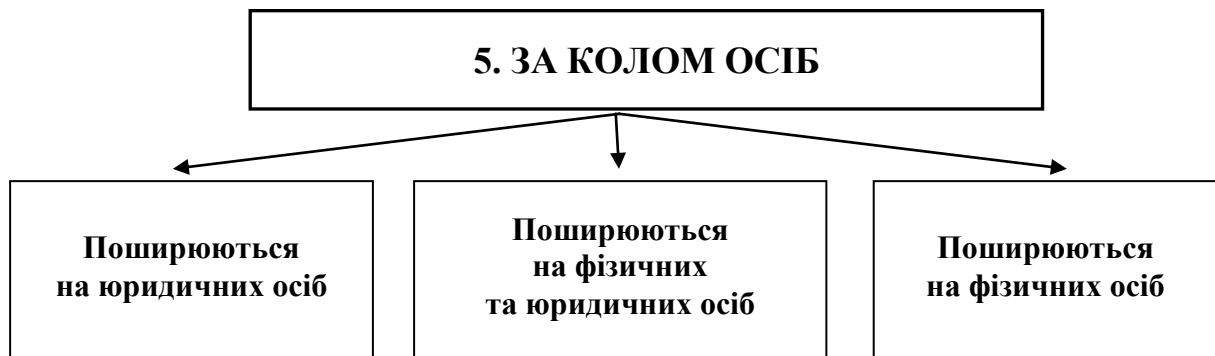 5. ЗА КОЛОМ ОСІБ
Поширюються
на юридичних осіб
Поширюються
на фізичних
та юридичних осіб
Поширюються
на фізичних осіб